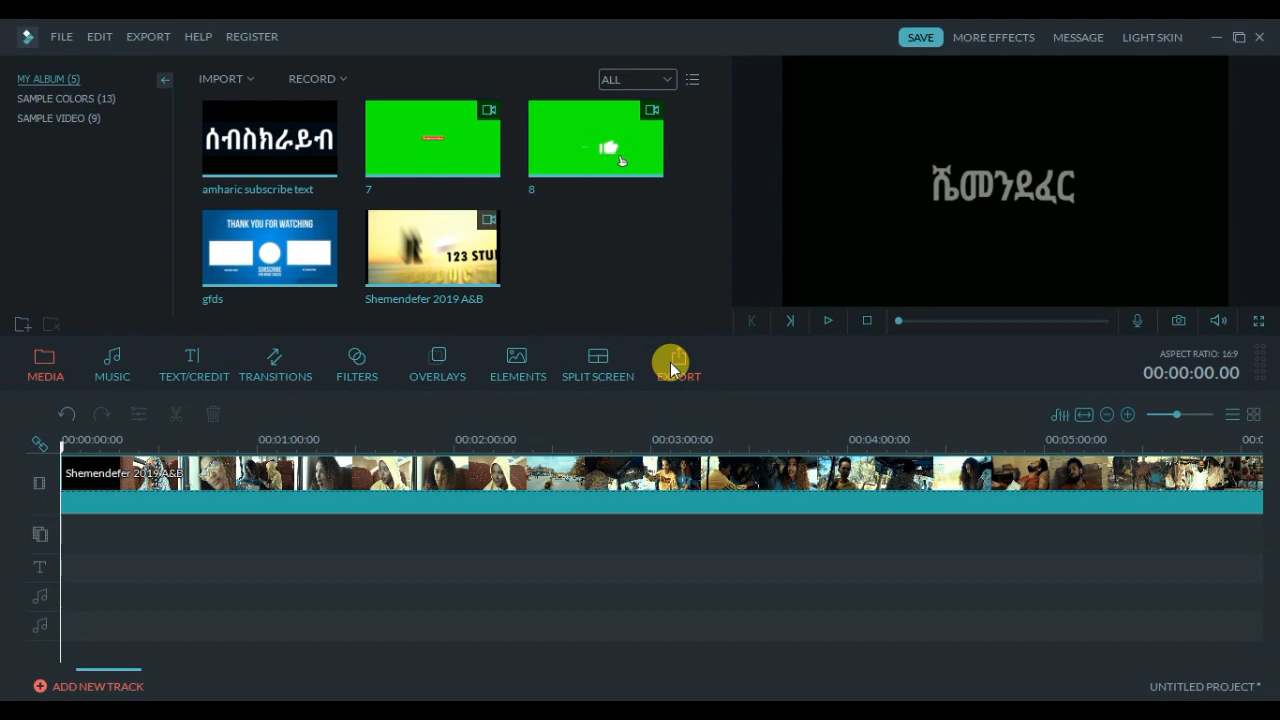 FILE EDIT EXPORT HELP REGISTER SAVE MORE EFFECTS MESSAGE LIGHT SKIN
MY ALBUM (5) IMPORT RECORD ALL
SAMPLE COLORS (13)
SAMPLE VIDEO (9)
ሰብስክራይብ
amharic subscribe text 7 8
ሼመንደፈር
THANK YOU FOR WATCHING
SUBSCRIBE
123 STU
gfds Shemendefer 2019 A&B
MEDIA MUSIC TEXT/CREDIT TRANSITIONS FILTERS OVERLAYS ELEMENTS SPLIT SCREEN EXPORT
ASPECT RATIO: 16:9
00:00:00.00
00:00:00:00 00:01:00:00 00:02:00:00 00:03:00:00 00:04:00:00 00:05:00:00 00:0
Shemendefer 2019 A&B
T
ADD NEW TRACK UNTITLED PROJECT*